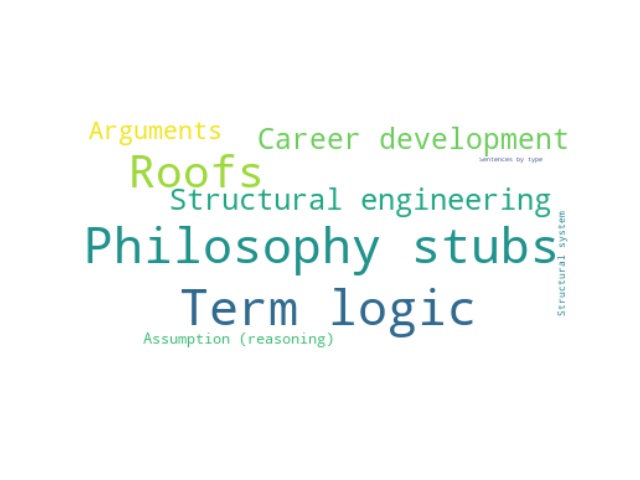 Arguments
Career development
Sentences by type
Roofs
Structural engineering
Philosophy stubs
Structural system
Term logic
Assumption (reasoning)